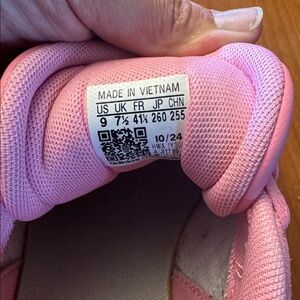 MADE IN VIETNAM
US UK FR JP CHN
9 7½ 41⅓ 260 255
10/24